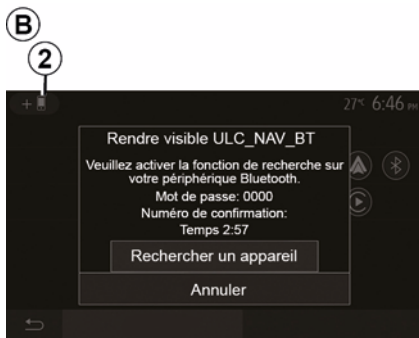 B
2
+
27°C 6:46 PM
Rendre visible ULC_NAV_BT
Veuillez activer la fonction de recherche sur
votre périphérique Bluetooth.
Mot de passe: 0000
Numéro de confirmation:
Temps 2:57
Rechercher un appareil
Annuler